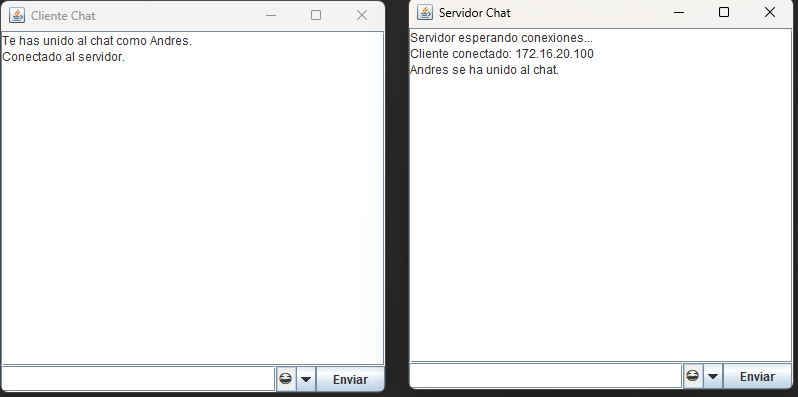 Cliente Chat
Te has unido al chat como Andres.
Conectado al servidor.
Enviar
Servidor Chat
Servidor esperando conexiones...
Cliente conectado: 172.16.20.100
Andres se ha unido al chat.
Enviar